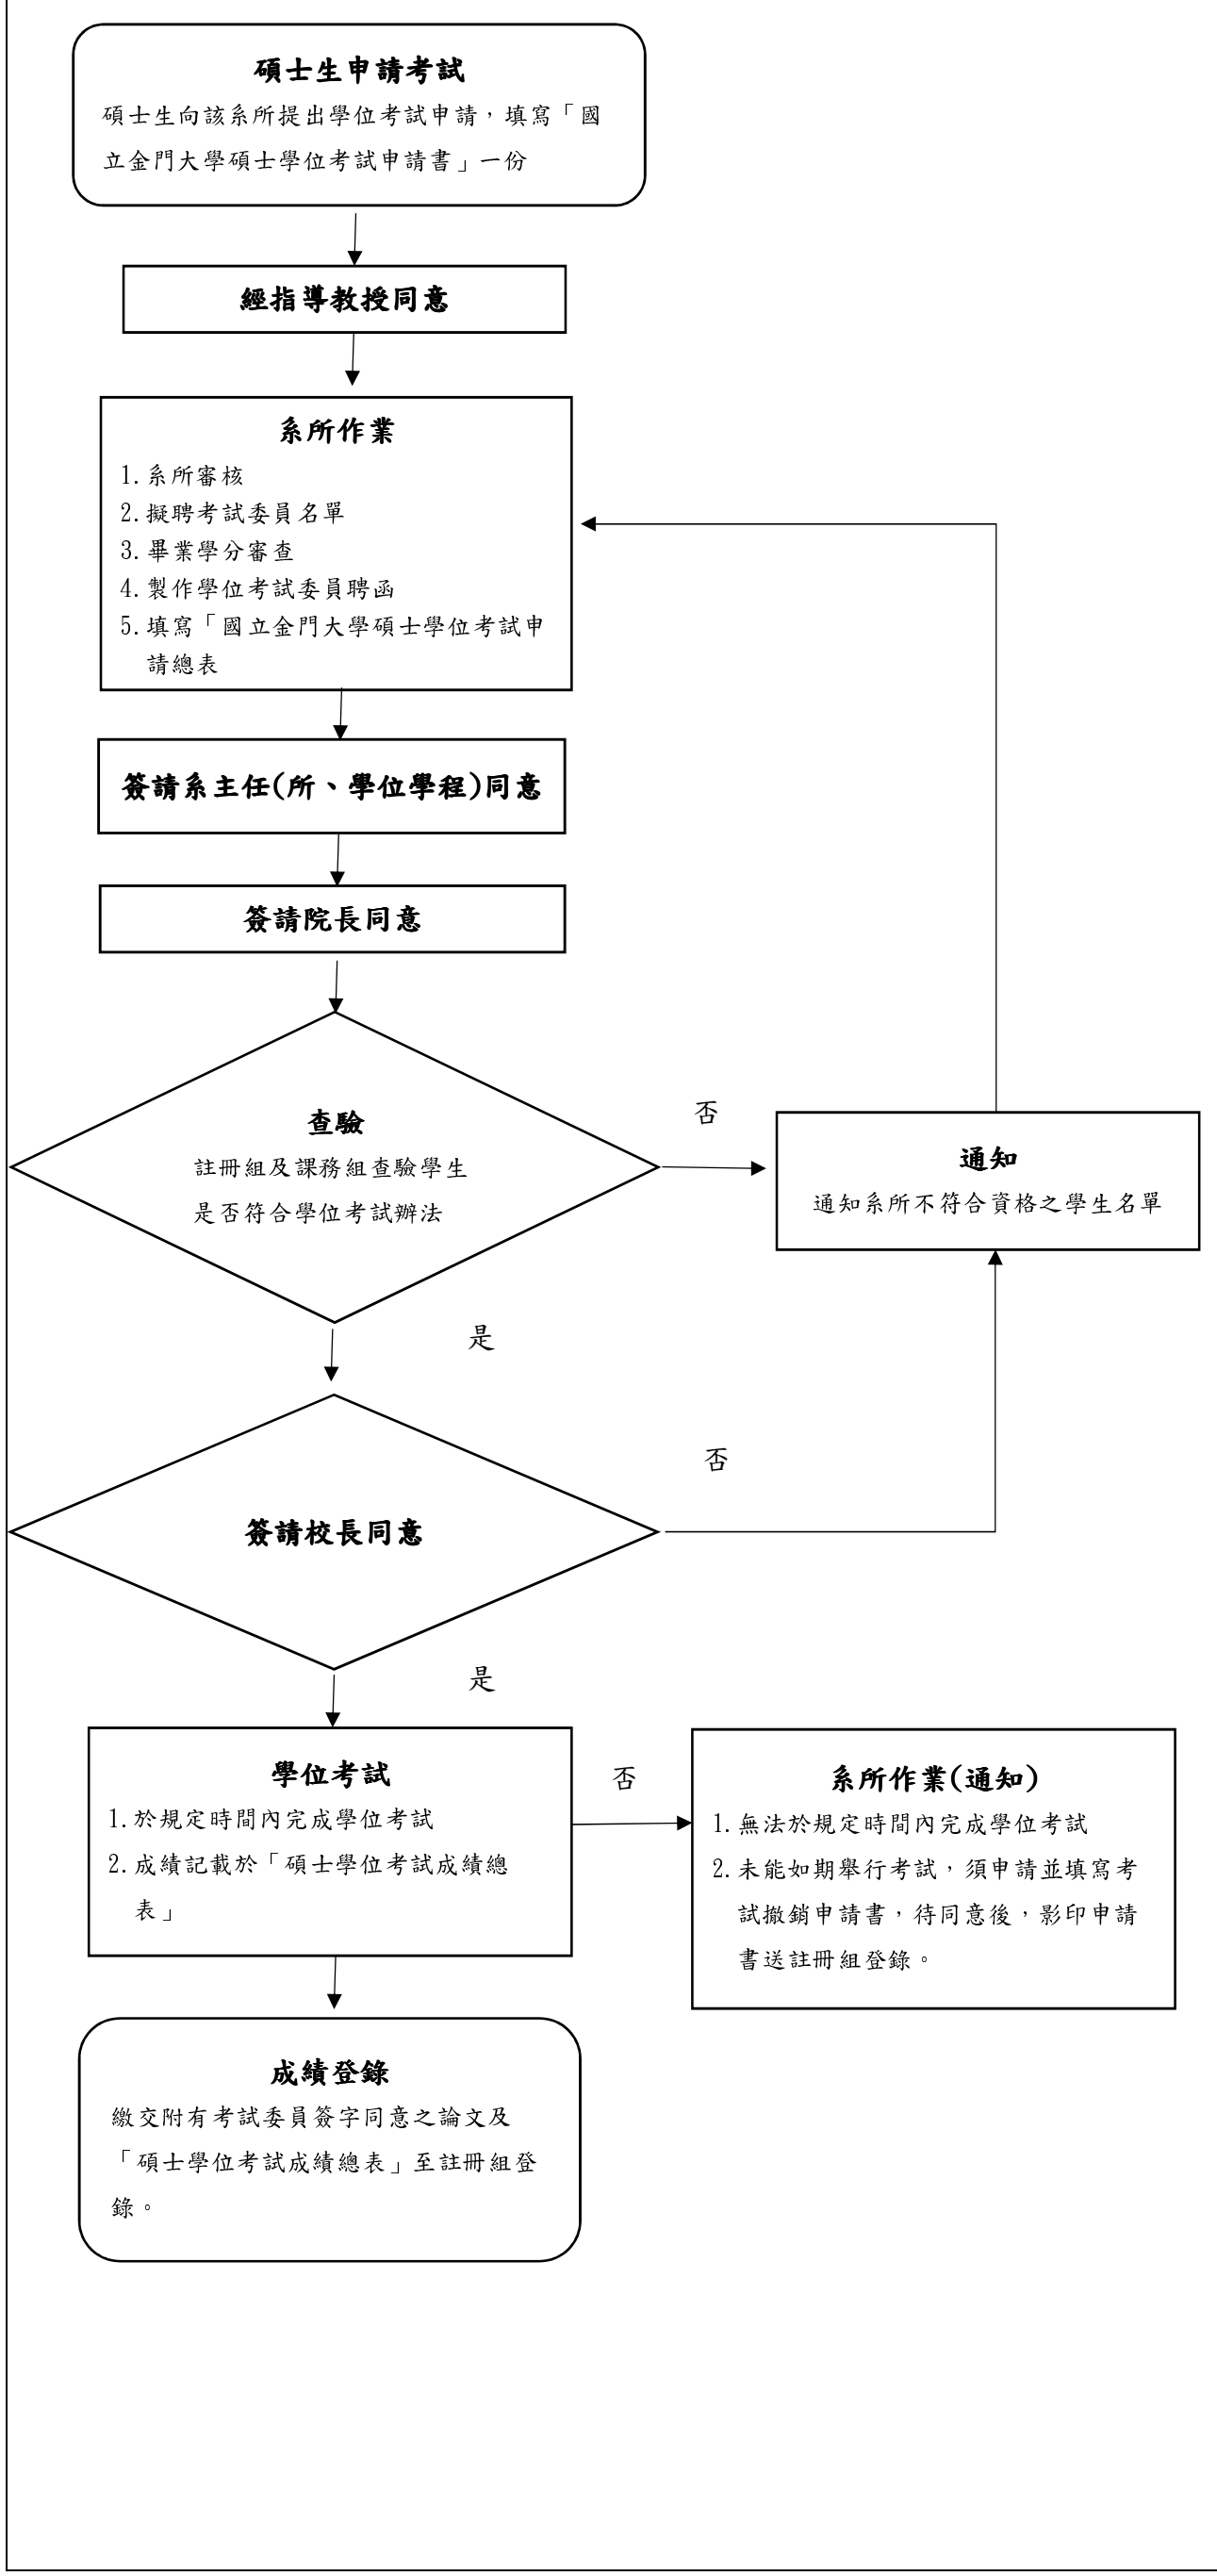 碩士生申請考試
碩士生向該系所提出學位考試申請，填寫「國
立金門大學碩士學位考試申請書」一份
經指導教授同意
系所作業
1.系所審核
2.擬聘考試委員名單
3.畢業學分審查
4.製作學位考試委員聘函
5.填寫「國立金門大學碩士學位考試申
請總表
簽請系主任(所、學位學程)同意
簽請院長同意
查驗
註冊組及課務組查驗學生
是否符合學位考試辦法
否
通知
通知系所不符合資格之學生名單
是
簽請校長同意
否
是
學位考試
1.於規定時間內完成學位考試
2.成績記載於「碩士學位考試成績總
表」
否
系所作業(通知)
1.無法於規定時間內完成學位考試
2.未能如期舉行考試，須申請並填寫考
試撤銷申請書，待同意後，影印申請
書送註冊組登錄。
成績登錄
繳交附有考試委員簽字同意之論文及
「碩士學位考試成績總表」至註冊組登
錄。